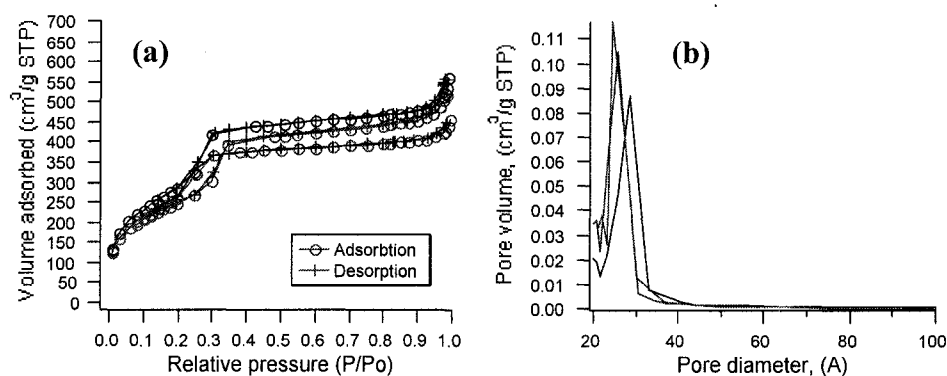 (a)
Volume adsorbed (cm3/g STP)
700
650
600
550
500
450
400
350
300
250
200
150
100
50
0
Adsorbtion
Desorption
0.0 0.1 0.2 0.3 0.4 0.5 0.6 0.7 0.8 0.9 1.0
Relative pressure (P/Po)
(b)
Pore volume, (cm3/g STP)
0.11
0.10
0.09
0.08
0.07
0.06
0.05
0.04
0.03
0.02
0.01
0.00
20 40 60 80 100
Pore diameter, (A)